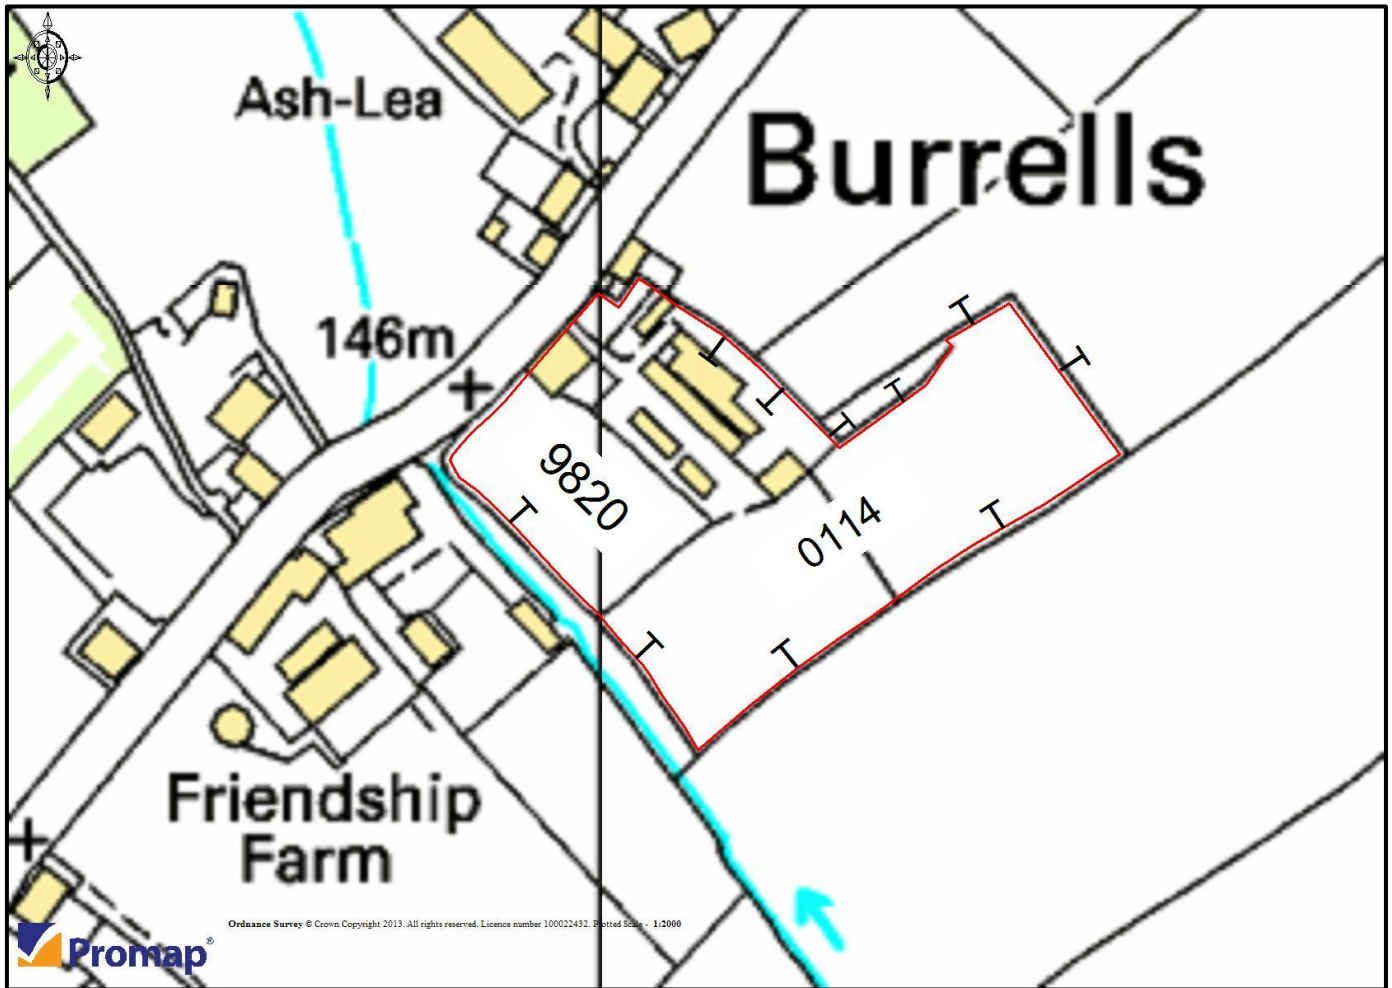 Ash-Lea
Burrells
146m
9820
0114
Friendship
Farm
Ordnance Survey © Crown Copyright 2013. All rights reserved. Licence number 100022432. Plotted Scale - 1:2000
Promap®